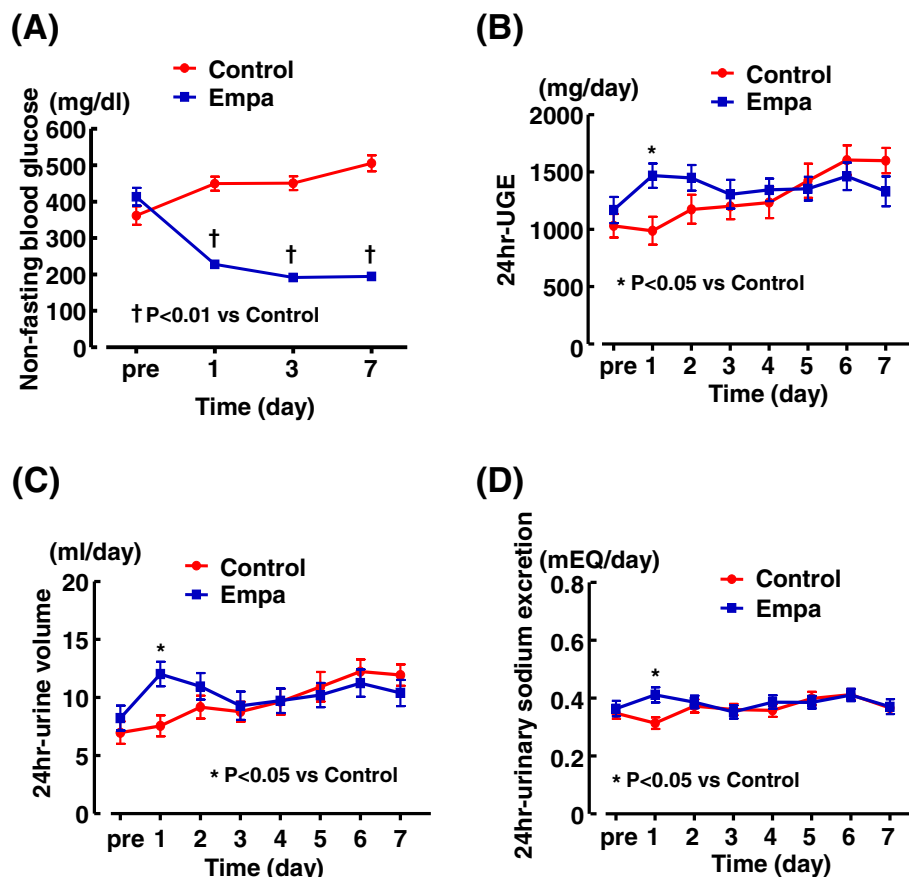 (A)
Control
Empa
(mg/dl)
Non-fasting blood glucose
600
500
400
300
200
100
0
†
†
†
† P<0.01 vs Control
pre
1
3
7
Time (day)
(B)
Control
Empa
(mg/day)
24hr-UGE
2000
1500
1000
500
0
*
* P<0.05 vs Control
pre 1 2 3 4 5 6 7
Time (day)
(C)
Control
Empa
(ml/day)
24hr-urine volume
20
15
10
5
0
*
* P<0.05 vs Control
pre 1 2 3 4 5 6 7
Time (day)
(D)
Control
Empa
(mEQ/day)
24hr-urinary sodium excretion
0.8
0.6
0.4
0.2
0
*
* P<0.05 vs Control
pre 1 2 3 4 5 6 7
Time (day)